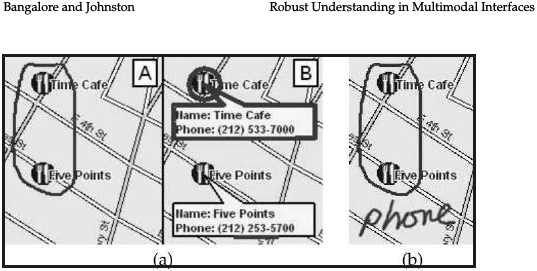 Bangalore and Johnston
Robust Understanding in Multimodal Interfaces
A
Time Cafe
E 4th St
Five Points
B
Time Cafe
Name: Time Cafe
Phone: (212) 533-7000
Five Points
Name: Five Points
Phone: (212) 253-5700
Time Cafe
E 4th St
Five Points
phone
(a)
(b)